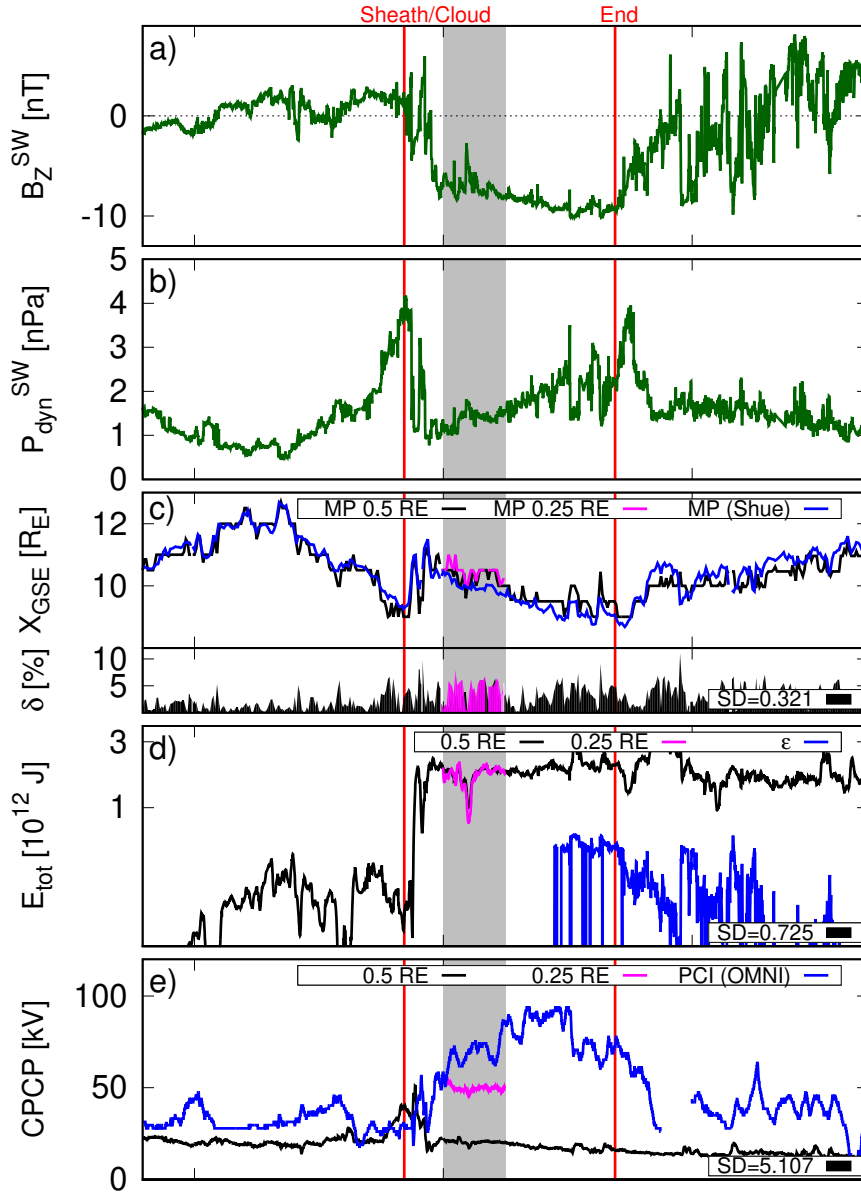 Sheath/Cloud End
a)
B_Z^SW [nT]
0
-10
b)
P_dyn^SW [nPa]
5
4
3
2
1
0
c)
MP 0.5 RE MP 0.25 RE MP (Shue)
X_GSE [R_E]
12
10
δ [%]
10
5
SD=0.321
d)
0.5 RE 0.25 RE ε
E_tot [10^12 J]
3
1
SD=0.725
e)
0.5 RE 0.25 RE PCI (OMNI)
CPCP [kV]
100
50
0
SD=5.107